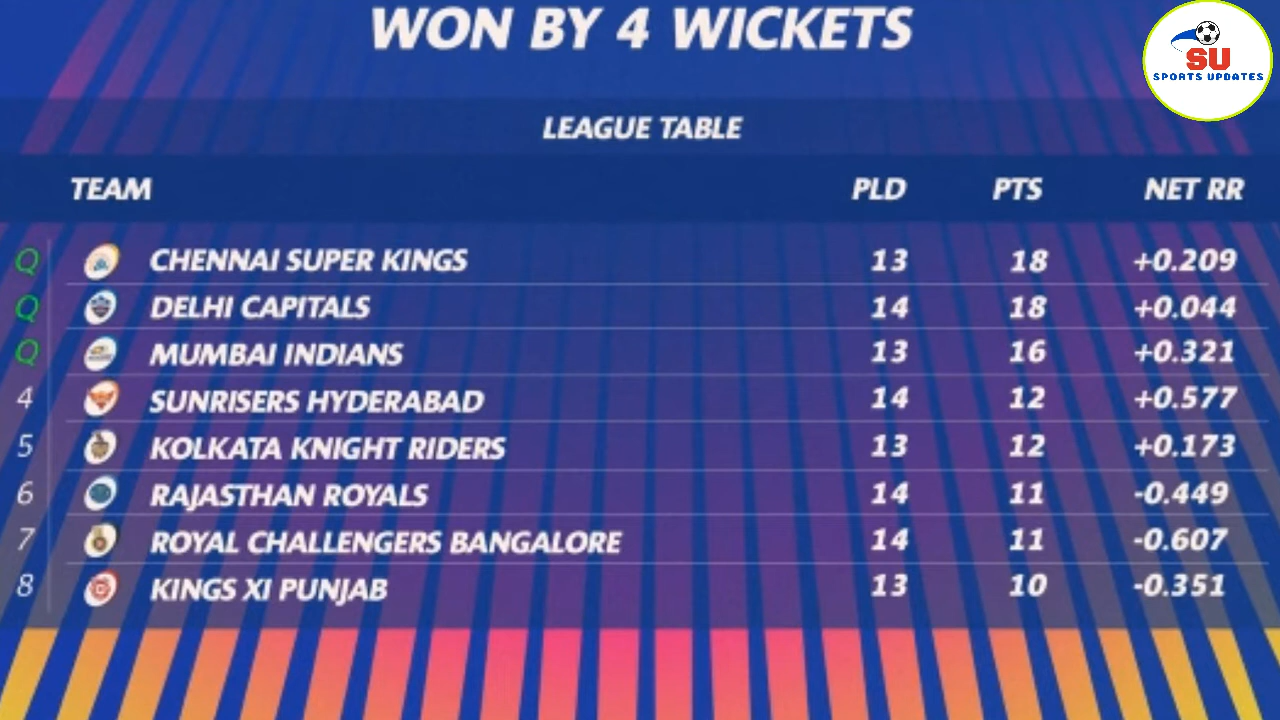 WON BY 4 WICKETS
SU
SPORTS UPDATES
LEAGUE TABLE
TEAM PLD PTS NET RR
Q CHENNAI SUPER KINGS 13 18 +0.209
Q DELHI CAPITALS 14 18 +0.044
Q MUMBAI INDIANS 13 16 +0.321
4 SUNRISERS HYDERABAD 14 12 +0.577
5 KOLKATA KNIGHT RIDERS 13 12 +0.173
6 RAJASTHAN ROYALS 14 11 -0.449
7 ROYAL CHALLENGERS BANGALORE 14 11 -0.607
8 KINGS XI PUNJAB 13 10 -0.351